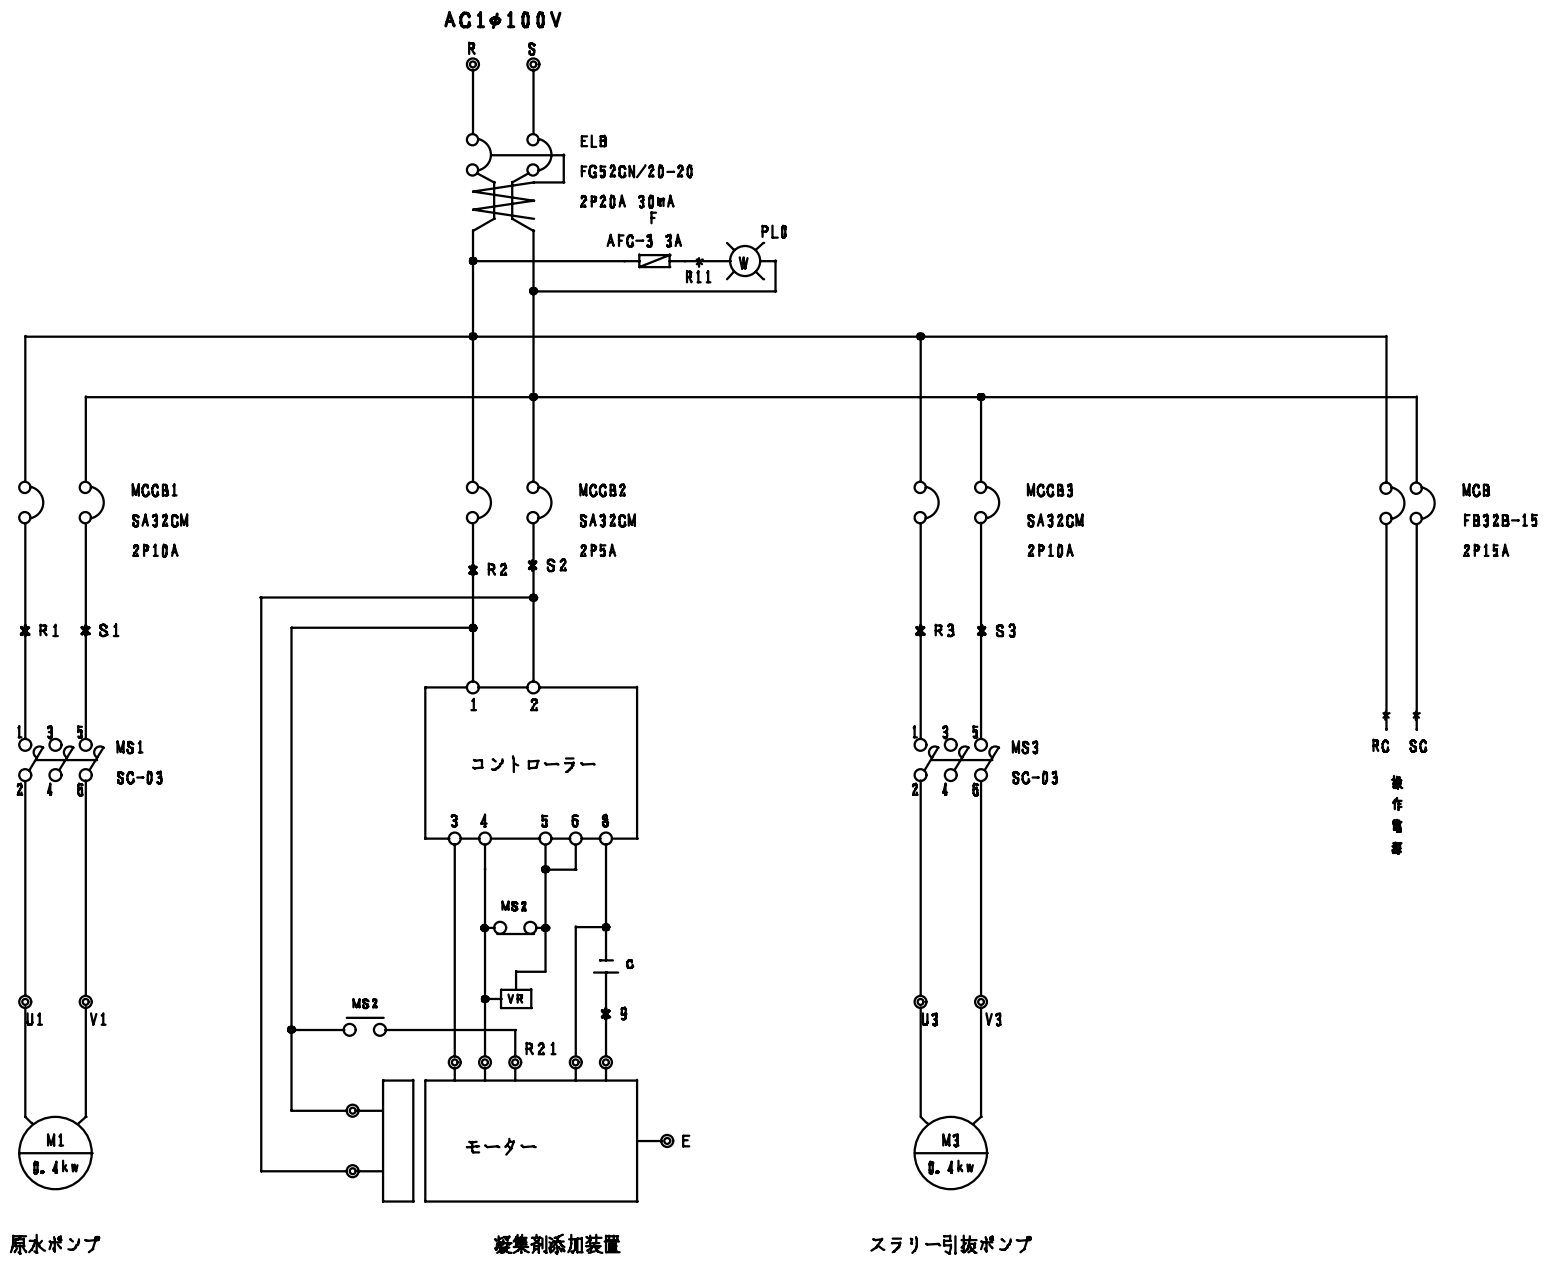 AC1φ100V
R
S
ELB
FG52CN/20-20
2P20A 30mA
F
AFC-3 3A
R11
W
PL0
MCCB1
SA32CM
2P10A
MCCB2
SA32CM
2P5A
MCCB3
SA32CM
2P10A
MCB
FB32B-15
2P15A
R1
S1
R2
S2
R3
S3
RC
SC
操作電源
1
3
5
2
4
6
MS1
SC-03
1
2
コントローラー
3
4
5
6
8
1
3
5
2
4
6
MS3
SC-03
MS2
VR
C
9
MS2
R21
U1
V1
U3
V3
M1
0.4kw
モーター
E
M3
0.4kw
原水ポンプ
凝集剤添加装置
スラリー引抜ポンプ